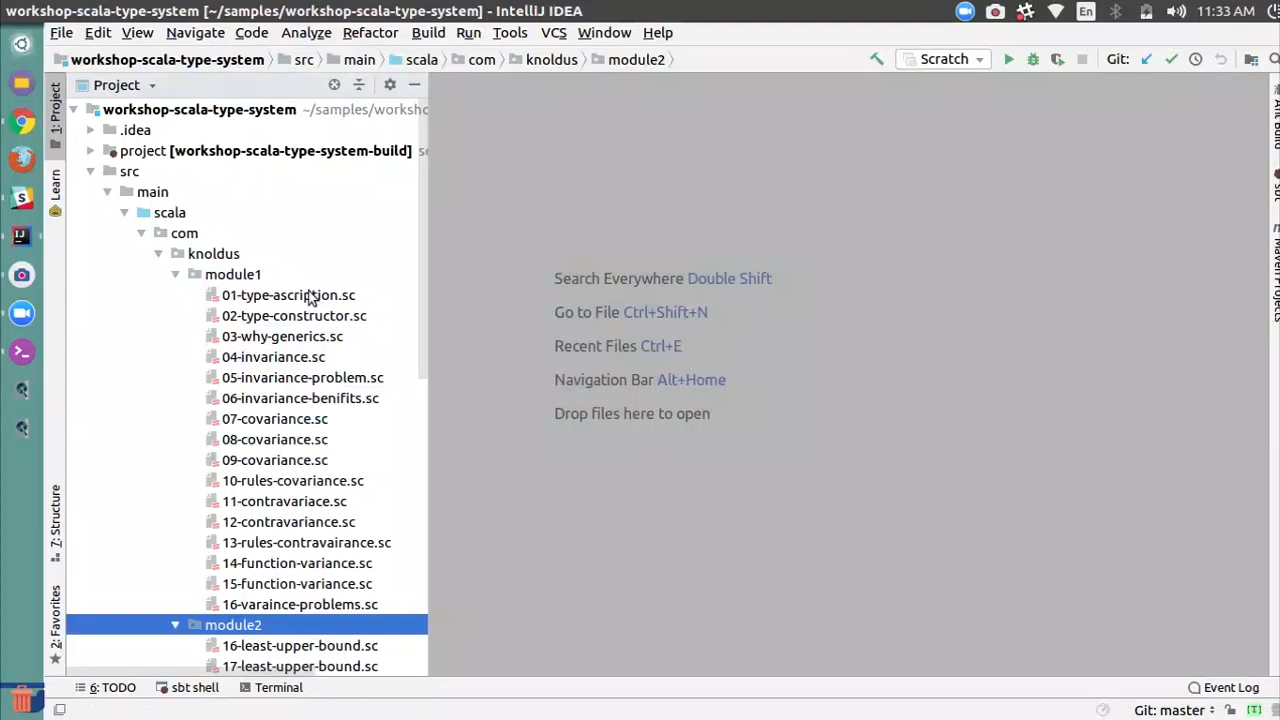 workshop-scala-type-system [~/samples/workshop-scala-type-system] - IntelliJ IDEA
En
11:33 AM
File Edit View Navigate Code Analyze Refactor Build Run Tools VCS Window Help
workshop-scala-type-system src main scala com knoldus module2
Scratch
Git:
Project
workshop-scala-type-system ~/samples/worksho
.idea
project [workshop-scala-type-system-build]
src
main
scala
com
knoldus
module1
01-type-ascription.sc
02-type-constructor.sc
03-why-generics.sc
04-invariance.sc
05-invariance-problem.sc
06-invariance-benifits.sc
07-covariance.sc
08-covariance.sc
09-covariance.sc
10-rules-covariance.sc
11-contravariace.sc
12-contravariance.sc
13-rules-contravairance.sc
14-function-variance.sc
15-function-variance.sc
16-varaince-problems.sc
module2
16-least-upper-bound.sc
17-least-upper-bound.sc
1: Project
Learn
7: Structure
2: Favorites
Search Everywhere Double Shift
Go to File Ctrl+Shift+N
Recent Files Ctrl+E
Navigation Bar Alt+Home
Drop files here to open
Ant Build
sbt
Maven Projects
6: TODO
sbt shell
Terminal
Event Log
Git: master
[T]